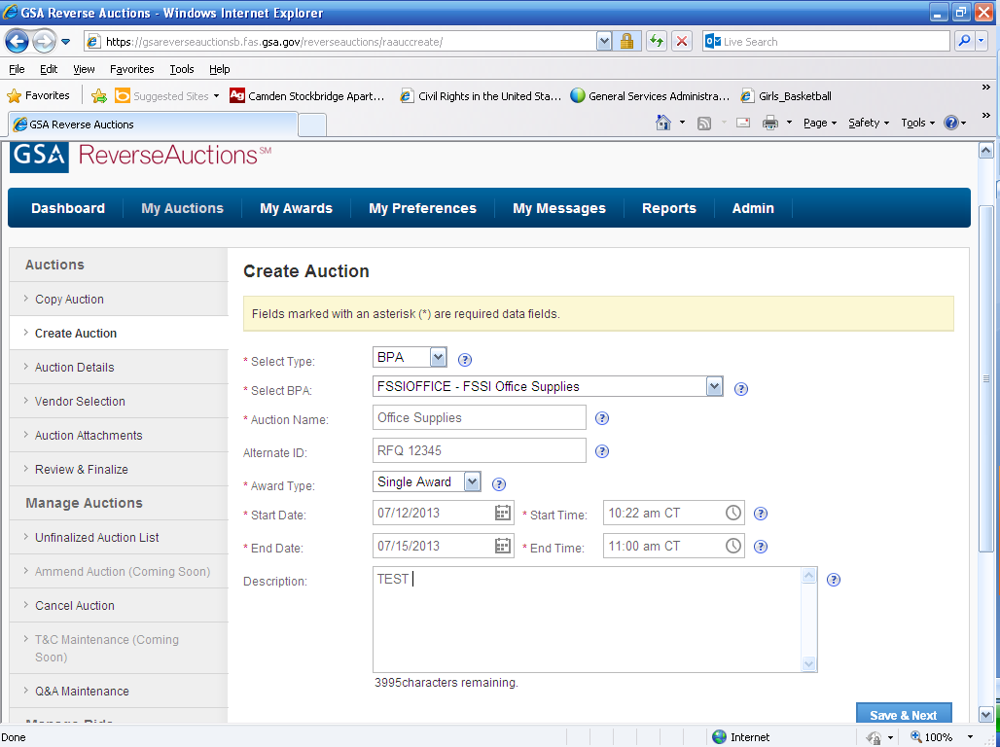 GSA Reverse Auctions - Windows Internet Explorer
https://gsareverseauctionsb.fas.gsa.gov/reverseauctions/raauccreate/
Live Search
File Edit View Favorites Tools Help
Favorites Suggested Sites Camden Stockbridge Apart... Civil Rights in the United Sta... General Services Administra... Girls_Basketball
GSA Reverse Auctions
Page Safety Tools
GSA ReverseAuctions SM
Dashboard My Auctions My Awards My Preferences My Messages Reports Admin
Auctions
Copy Auction
Create Auction
Auction Details
Vendor Selection
Auction Attachments
Review & Finalize
Manage Auctions
Unfinalized Auction List
Ammend Auction (Coming Soon)
Cancel Auction
T&C Maintenance (Coming
Soon)
Q&A Maintenance
Manage Bids
Create Auction
Fields marked with an asterisk (*) are required data fields.
* Select Type: BPA
* Select BPA: FSSIOFFICE - FSSI Office Supplies
* Auction Name: Office Supplies
Alternate ID: RFQ 12345
* Award Type: Single Award
* Start Date: 07/12/2013 * Start Time: 10:22 am CT
* End Date: 07/15/2013 * End Time: 11:00 am CT
Description: TEST
3995characters remaining.
Save & Next
Done Internet 100%